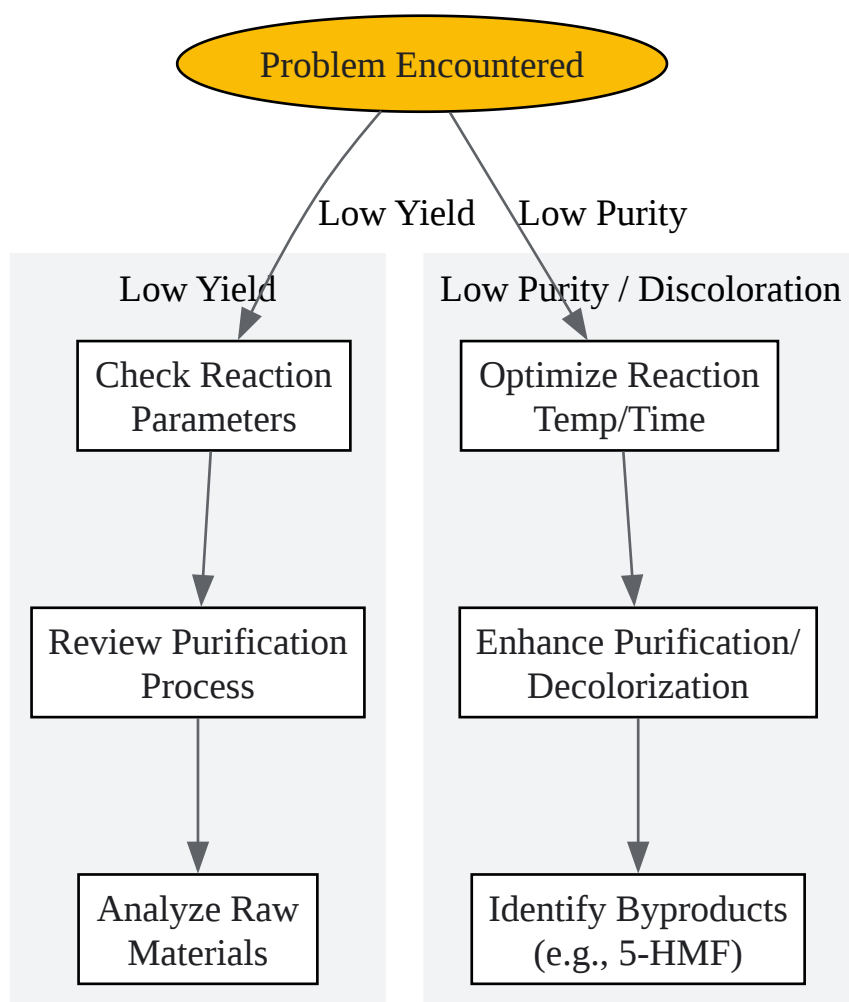 Problem Encountered
Low Yield
Low Purity
Low Yield
Low Purity / Discoloration
Check Reaction
Parameters
Optimize Reaction
Temp/Time
Review Purification
Process
Enhance Purification/
Decolorization
Analyze Raw
Materials
Identify Byproducts
(e.g., 5-HMF)